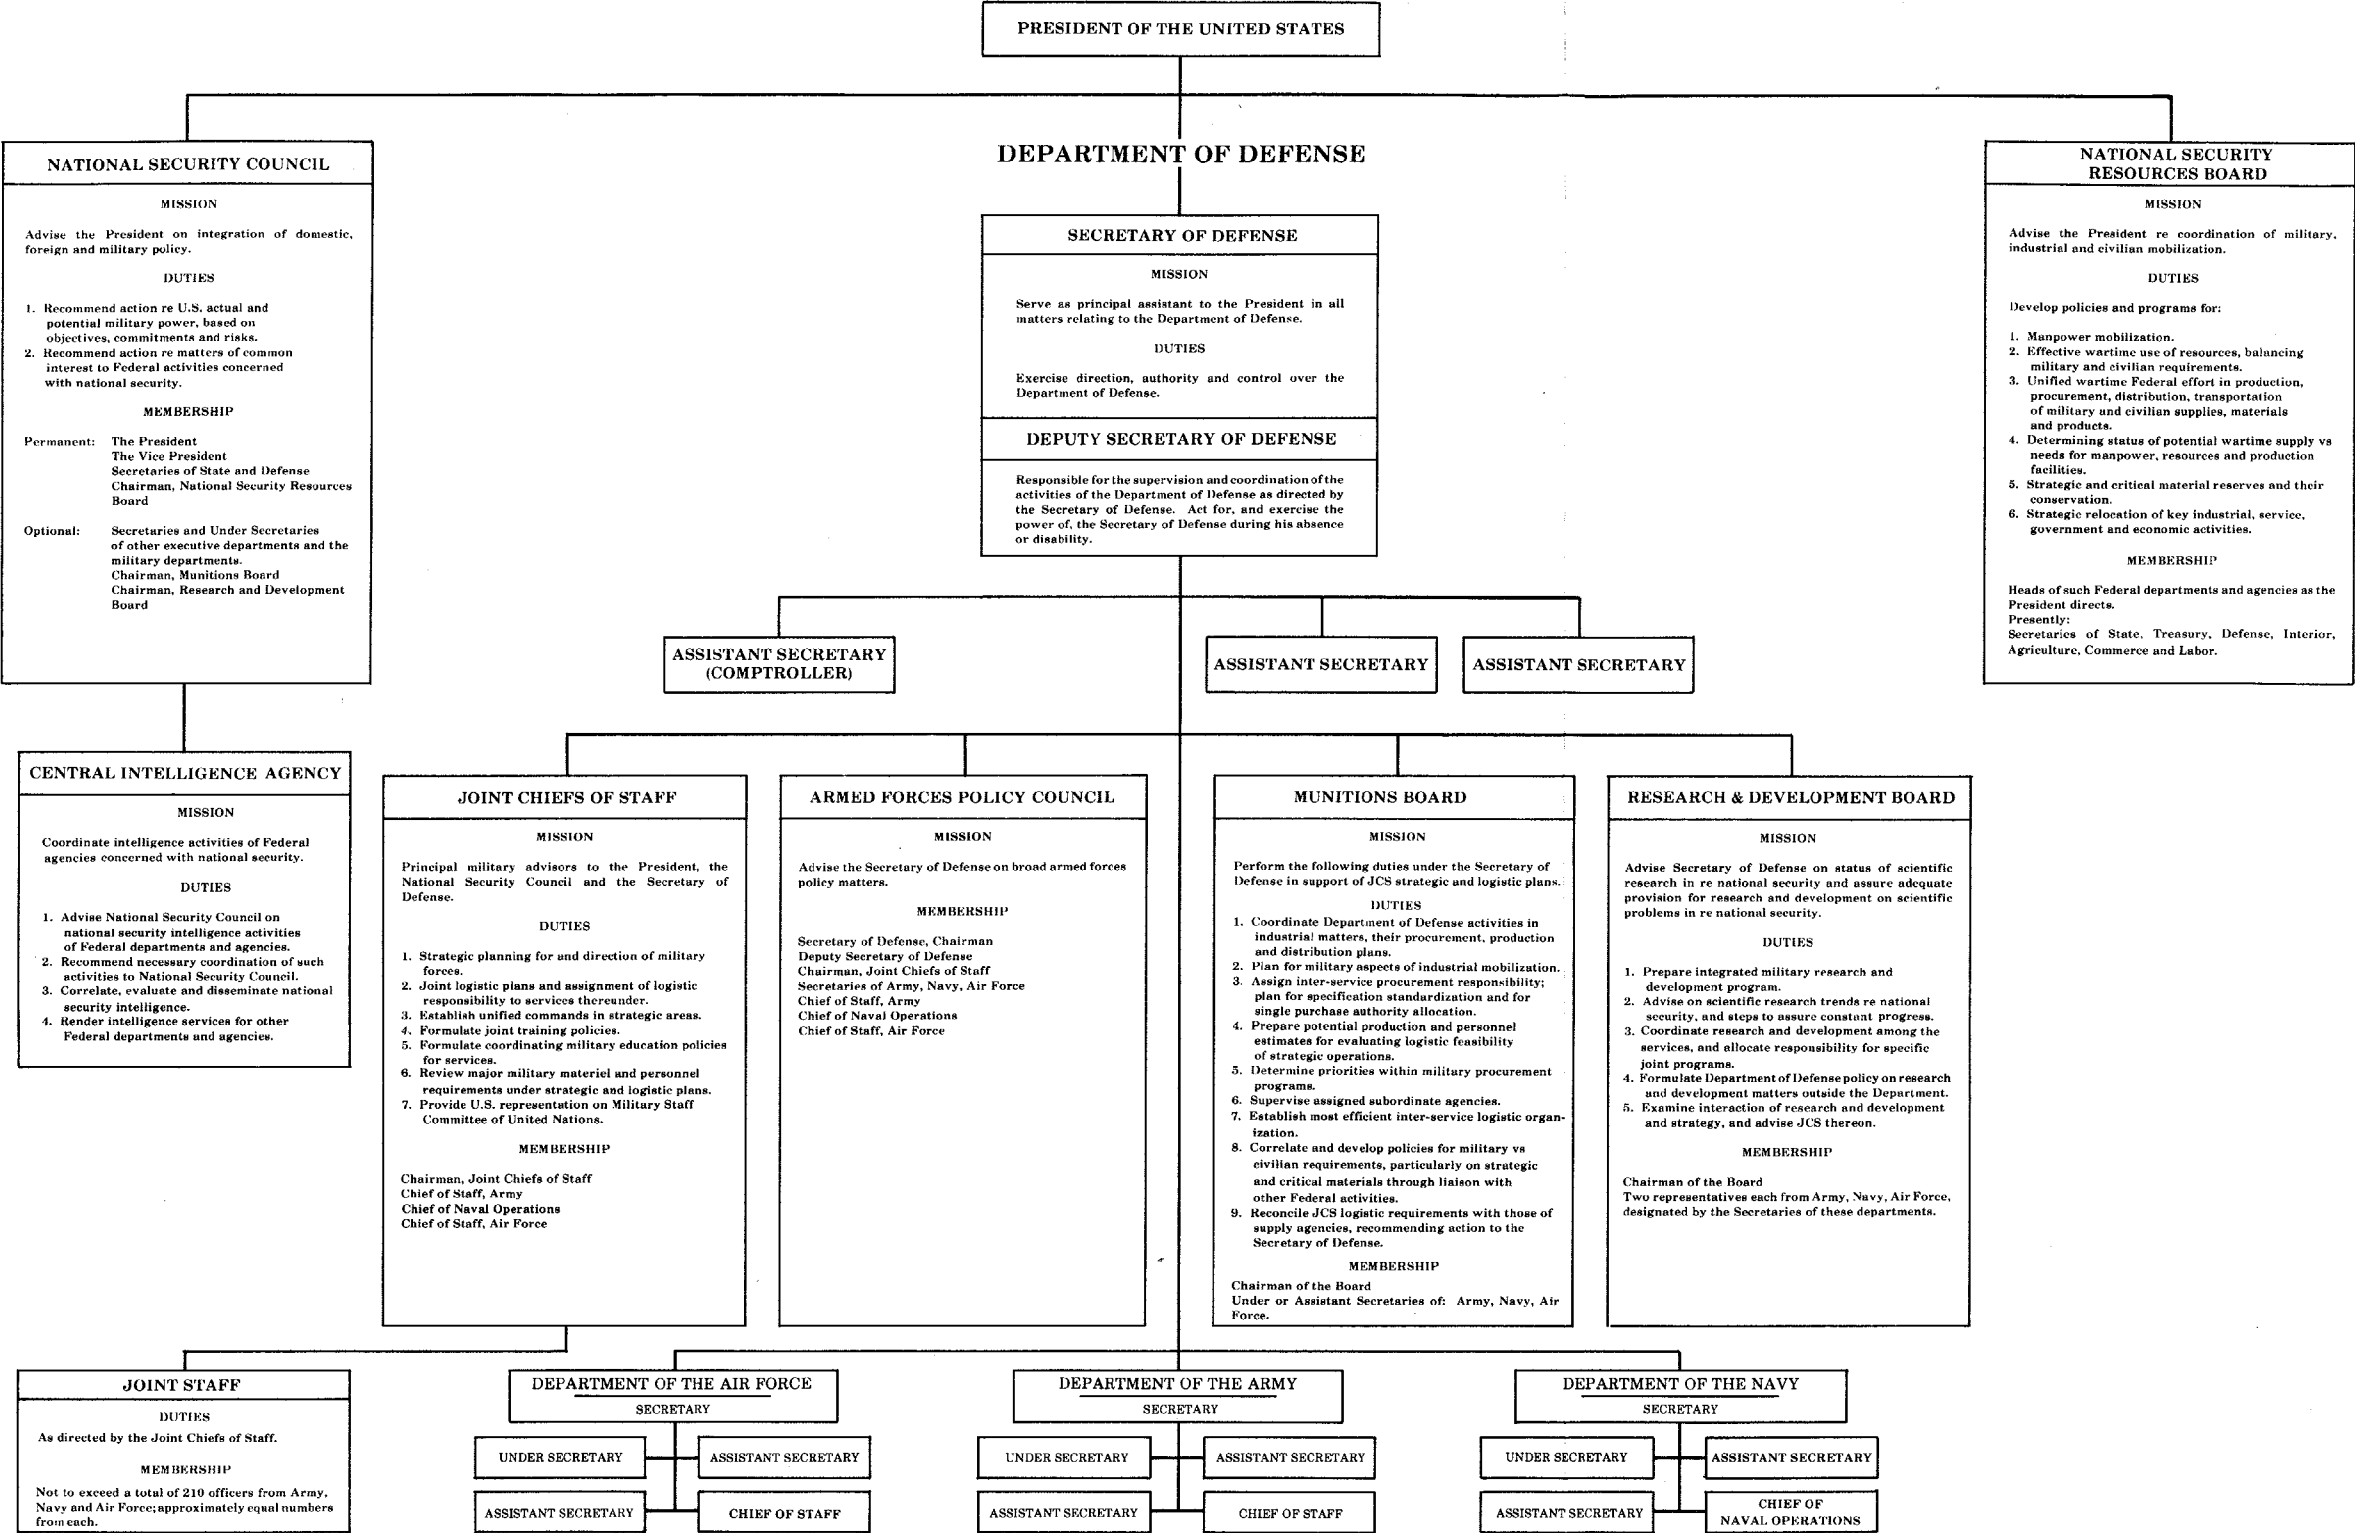 PRESIDENT OF THE UNITED STATES
NATIONAL SECURITY COUNCIL
MISSION
Advise the President on integration of domestic,
foreign and military policy.
DUTIES
1. Recommend action re U.S. actual and
potential military power, based on
objectives, commitments and risks.
2. Recommend action re matters of common
interest to Federal activities concerned
with national security.
MEMBERSHIP
Permanent: The President
The Vice President
Secretaries of State and Defense
Chairman, National Security Resources
Board
Optional: Secretaries and Under Secretaries
of other executive departments and the
military departments.
Chairman, Munitions Board
Chairman, Research and Development
Board
DEPARTMENT OF DEFENSE
SECRETARY OF DEFENSE
MISSION
Serve as principal assistant to the President in all
matters relating to the Department of Defense.
DUTIES
Exercise direction, authority and control over the
Department of Defense.
DEPUTY SECRETARY OF DEFENSE
Responsible for the supervision and coordination of the
activities of the Department of Defense as directed by
the Secretary of Defense. Act for, and exercise the
power of, the Secretary of Defense during his absence
or disability.
NATIONAL SECURITY
RESOURCES BOARD
MISSION
Advise the President re coordination of military,
industrial and civilian mobilization.
DUTIES
Develop policies and programs for:
1. Manpower mobilization.
2. Effective wartime use of resources, balancing
military and civilian requirements.
3. Unified wartime Federal effort in production,
procurement, distribution, transportation
of military and civilian supplies, materials
and products.
4. Determining status of potential wartime supply vs
needs for manpower, resources and production
facilities.
5. Strategic and critical material reserves and their
conservation.
6. Strategic relocation of key industrial, service,
government and economic activities.
MEMBERSHIP
Heads of such Federal departments and agencies as the
President directs.
Presently:
Secretaries of State, Treasury, Defense, Interior,
Agriculture, Commerce and Labor.
ASSISTANT SECRETARY
(COMPTROLLER)
ASSISTANT SECRETARY
ASSISTANT SECRETARY
CENTRAL INTELLIGENCE AGENCY
MISSION
Coordinate intelligence activities of Federal
agencies concerned with national security.
DUTIES
1. Advise National Security Council on
national security intelligence activities
of Federal departments and agencies.
2. Recommend necessary coordination of such
activities to National Security Council.
3. Correlate, evaluate and disseminate national
security intelligence.
4. Render intelligence services for other
Federal departments and agencies.
JOINT CHIEFS OF STAFF
MISSION
Principal military advisors to the President, the
National Security Council and the Secretary of
Defense.
DUTIES
1. Strategic planning for and direction of military
forces.
2. Joint logistic plans and assignment of logistic
responsibility to services thereunder.
3. Establish unified commands in strategic areas.
4. Formulate joint training policies.
5. Formulate coordinating military education policies
for services.
6. Review major military materiel and personnel
requirements under strategic and logistic plans.
7. Provide U.S. representation on Military Staff
Committee of United Nations.
MEMBERSHIP
Chairman, Joint Chiefs of Staff
Chief of Staff, Army
Chief of Naval Operations
Chief of Staff, Air Force
ARMED FORCES POLICY COUNCIL
MISSION
Advise the Secretary of Defense on broad armed forces
policy matters.
MEMBERSHIP
Secretary of Defense, Chairman
Deputy Secretary of Defense
Chairman, Joint Chiefs of Staff
Secretaries of Army, Navy, Air Force
Chief of Staff, Army
Chief of Naval Operations
Chief of Staff, Air Force
MUNITIONS BOARD
MISSION
Perform the following duties under the Secretary of
Defense in support of JCS strategic and logistic plans.
DUTIES
1. Coordinate Department of Defense activities in
industrial matters, their procurement, production
and distribution plans.
2. Plan for military aspects of industrial mobilization.
3. Assign inter-service procurement responsibility;
plan for specification standardization and for
single purchase authority allocation.
4. Prepare potential production and personnel
estimates for evaluating logistic feasibility
of strategic operations.
5. Determine priorities within military procurement
programs.
6. Supervise assigned subordinate agencies.
7. Establish most efficient inter-service logistic organ-
ization.
8. Correlate and develop policies for military vs
civilian requirements, particularly on strategic
and critical materials through liaison with
other Federal activities.
9. Reconcile JCS logistic requirements with those of
supply agencies, recommending action to the
Secretary of Defense.
MEMBERSHIP
Chairman of the Board
Under or Assistant Secretaries of: Army, Navy, Air
Force.
RESEARCH & DEVELOPMENT BOARD
MISSION
Advise Secretary of Defense on status of scientific
research in re national security and assure adequate
provision for research and development on scientific
problems in re national security.
DUTIES
1. Prepare integrated military research and
development program.
2. Advise on scientific research trends re national
security, and steps to assure constant progress.
3. Coordinate research and development among the
services, and allocate responsibility for specific
joint programs.
4. Formulate Department of Defense policy on research
and development matters outside the Department.
5. Examine interaction of research and development
and strategy, and advise JCS thereon.
MEMBERSHIP
Chairman of the Board
Two representatives each from Army, Navy, Air Force,
designated by the Secretaries of these departments.
JOINT STAFF
DUTIES
As directed by the Joint Chiefs of Staff.
MEMBERSHIP
Not to exceed a total of 210 officers from Army,
Navy and Air Force; approximately equal numbers
from each.
DEPARTMENT OF THE AIR FORCE
SECRETARY
UNDER SECRETARY
ASSISTANT SECRETARY
ASSISTANT SECRETARY
CHIEF OF STAFF
DEPARTMENT OF THE ARMY
SECRETARY
UNDER SECRETARY
ASSISTANT SECRETARY
ASSISTANT SECRETARY
CHIEF OF STAFF
DEPARTMENT OF THE NAVY
SECRETARY
UNDER SECRETARY
ASSISTANT SECRETARY
ASSISTANT SECRETARY
CHIEF OF
NAVAL OPERATIONS